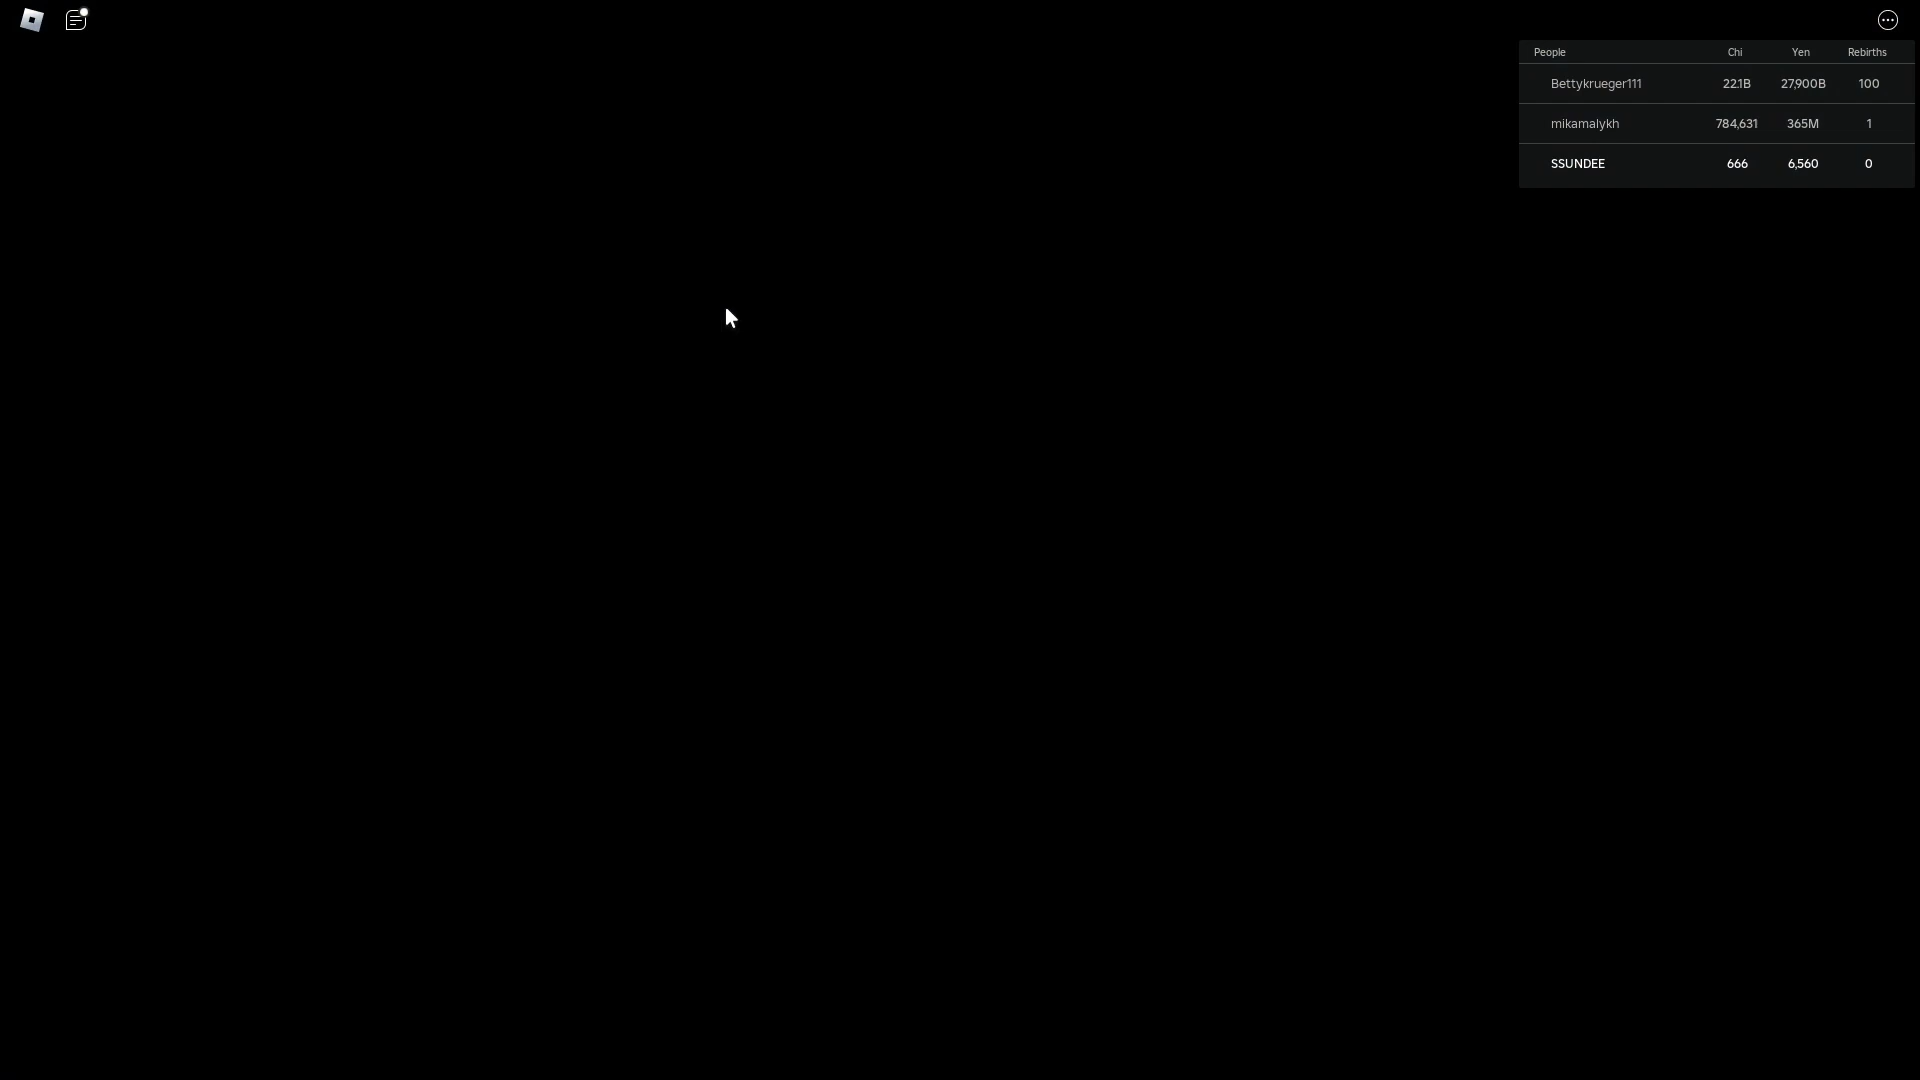 People Chi Yen Rebirths
Bettykrueger111 22.1B 27,900B 100
mikamalykh 784,631 365M 1
SSUNDEE 666 6,560 0